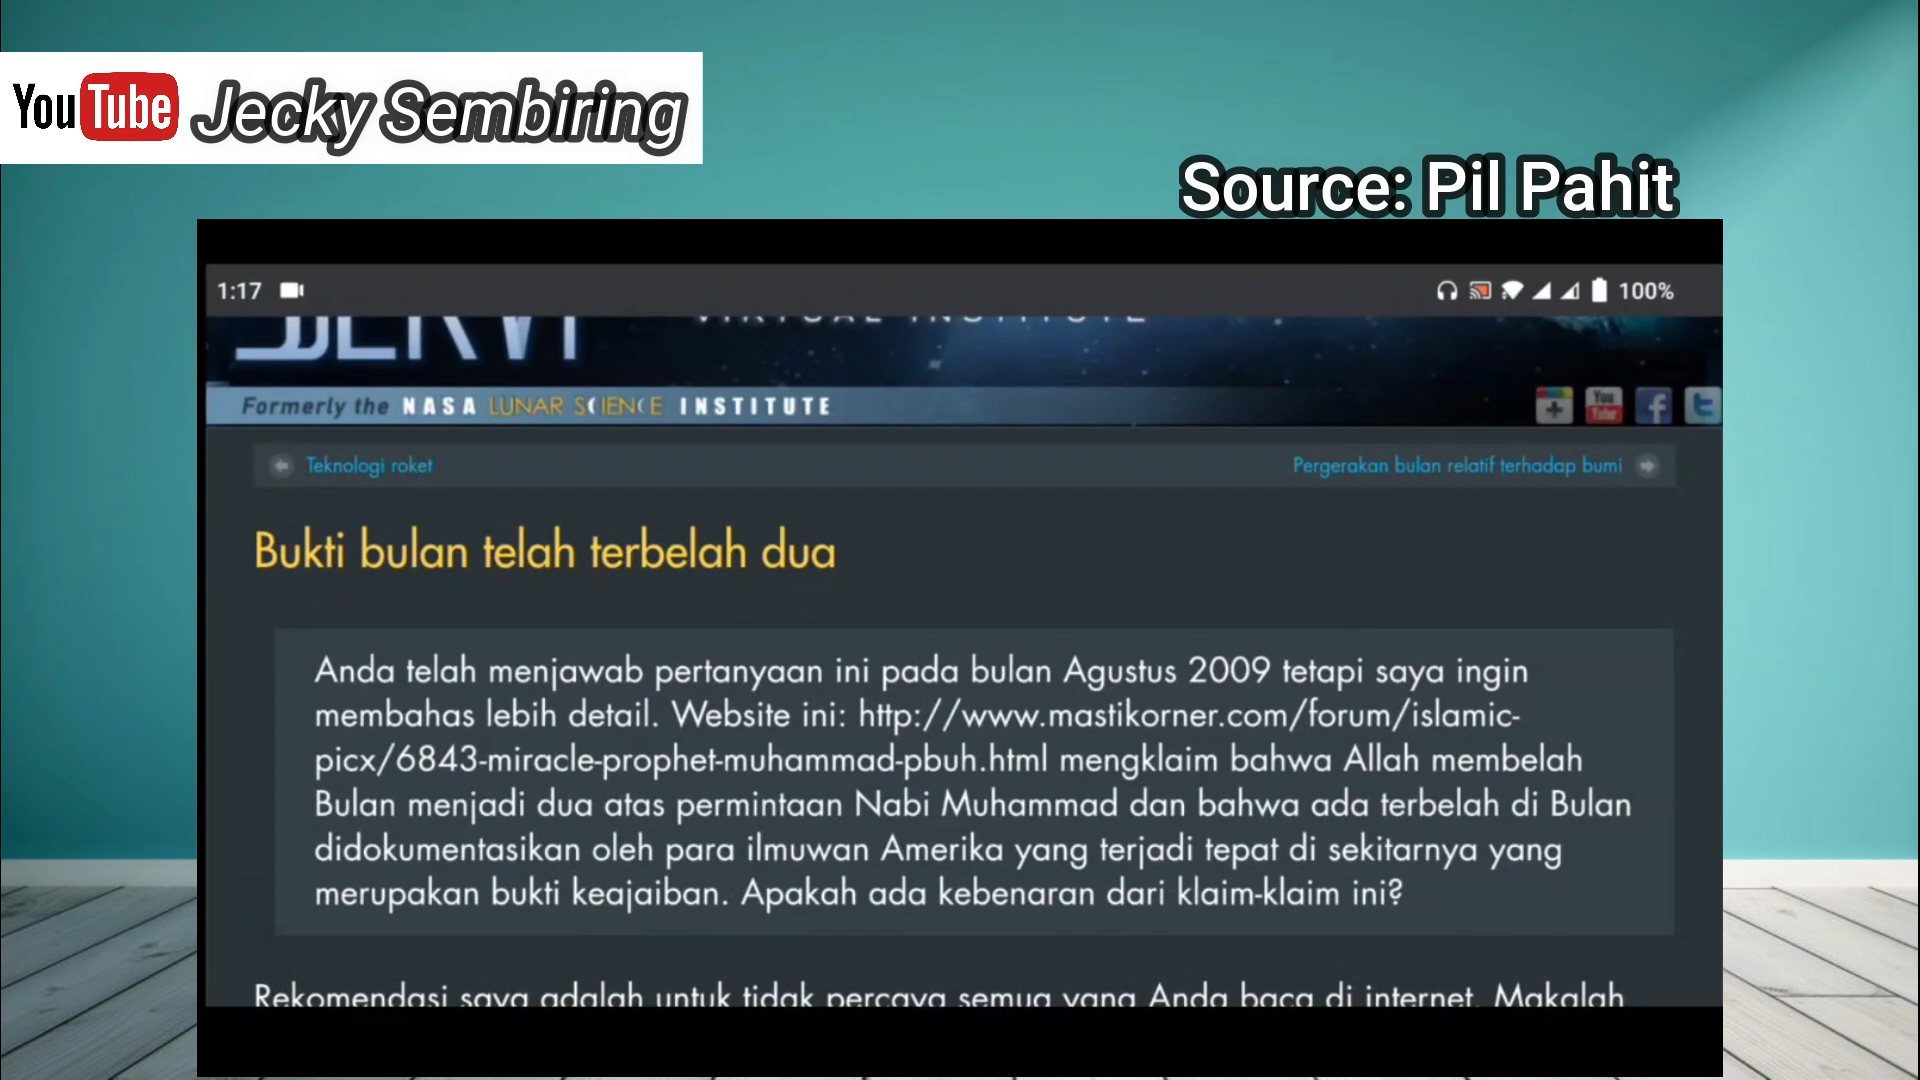 YouTube Jecky Sembiring
Source: Pil Pahit
1:17
100%
SSERVI
VIRTUAL INSTITUTE
Formerly the NASA LUNAR SCIENCE INSTITUTE
You Tube
Teknologi roket
Pergerakan bulan relatif terhadap bumi
Bukti bulan telah terbelah dua
Anda telah menjawab pertanyaan ini pada bulan Agustus 2009 tetapi saya ingin
membahas lebih detail. Website ini: http://www.mastikorner.com/forum/islamic-
picx/6843-miracle-prophet-muhammad-pbuh.html mengklaim bahwa Allah membelah
Bulan menjadi dua atas permintaan Nabi Muhammad dan bahwa ada terbelah di Bulan
didokumentasikan oleh para ilmuwan Amerika yang terjadi tepat di sekitarnya yang
merupakan bukti keajaiban. Apakah ada kebenaran dari klaim-klaim ini?
Rekomendasi saya adalah untuk tidak percaya semua yang Anda baca di internet. Makalah